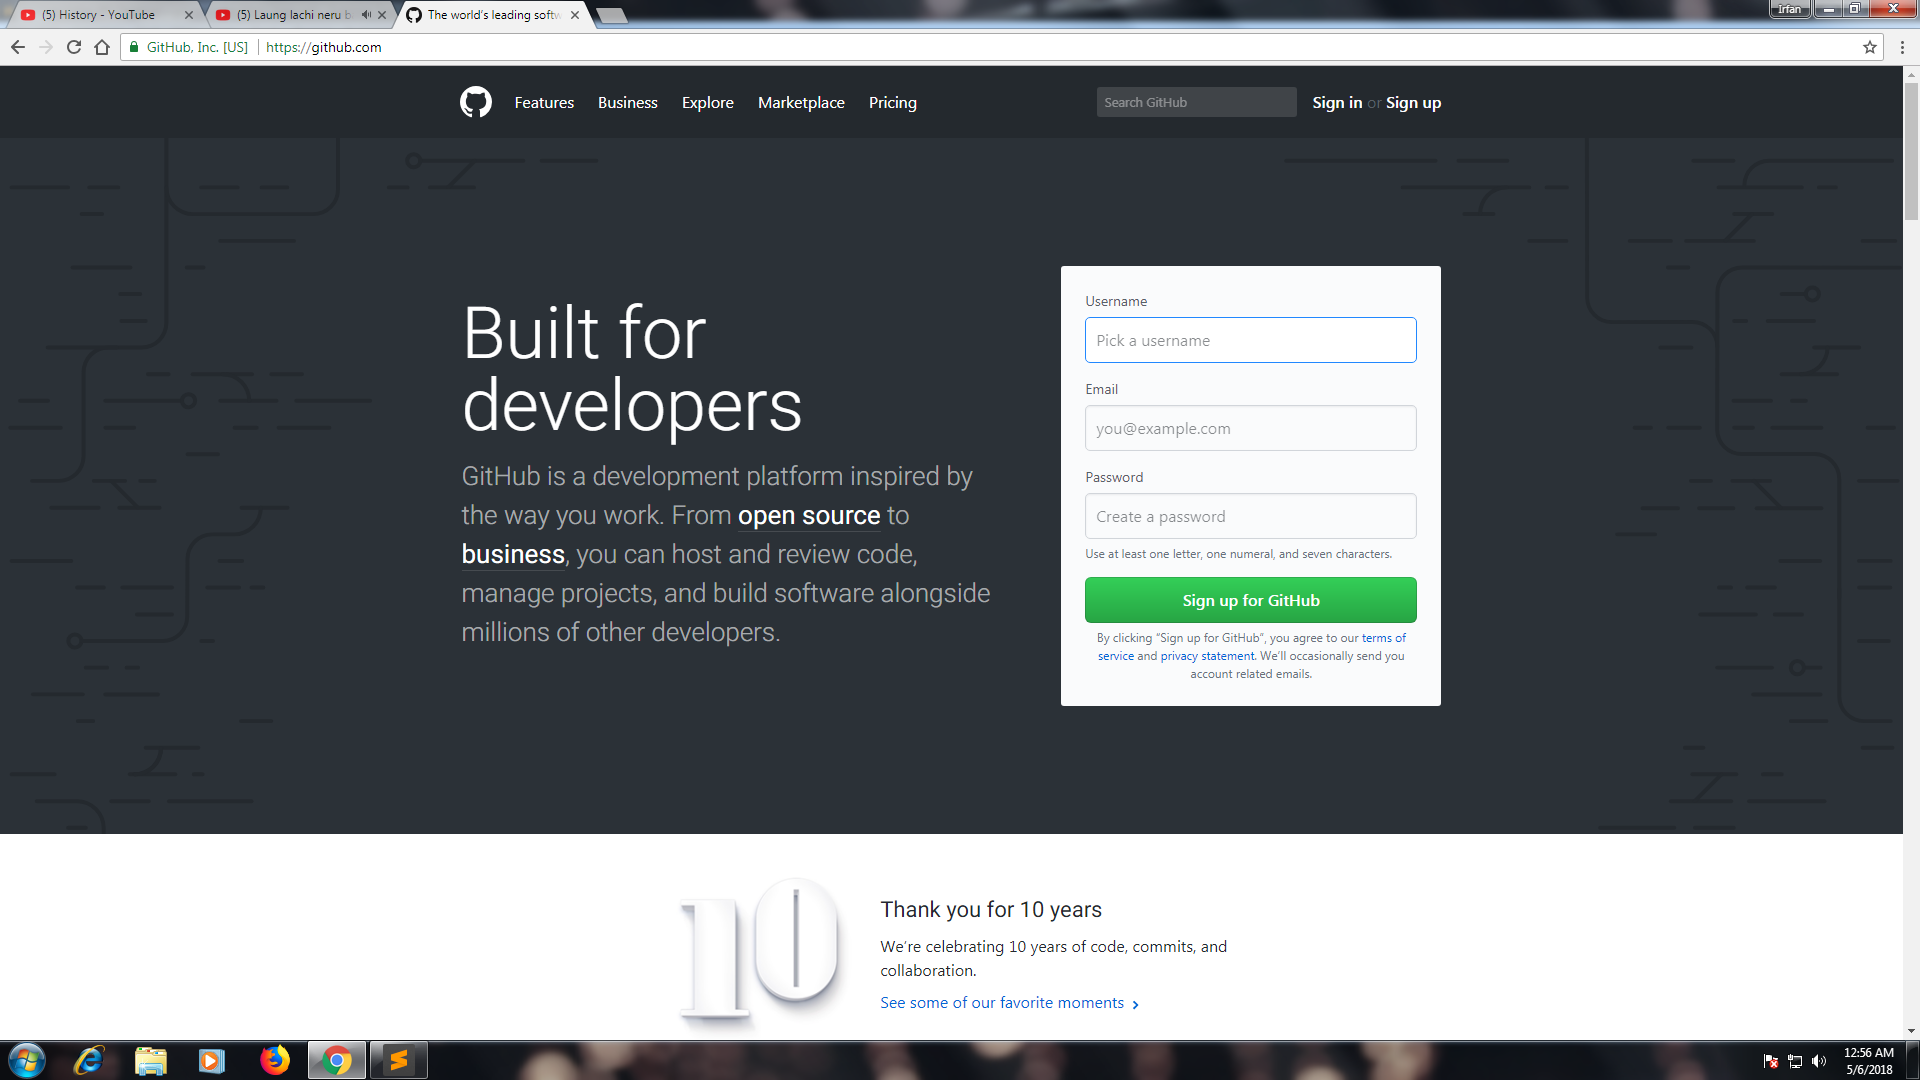 (5) History - YouTube
(5) Laung lachi neru b
The world's leading softw
Irfan
GitHub, Inc. [US]
https://github.com
Features
Business
Explore
Marketplace
Pricing
Search GitHub
Sign in or Sign up
Built for
developers
GitHub is a development platform inspired by
the way you work. From open source to
business, you can host and review code,
manage projects, and build software alongside
millions of other developers.
Username
Pick a username
Email
you@example.com
Password
Create a password
Use at least one letter, one numeral, and seven characters.
Sign up for GitHub
By clicking “Sign up for GitHub”, you agree to our terms of
service and privacy statement. We’ll occasionally send you
account related emails.
10
Thank you for 10 years
We’re celebrating 10 years of code, commits, and
collaboration.
See some of our favorite moments
12:56 AM
5/6/2018